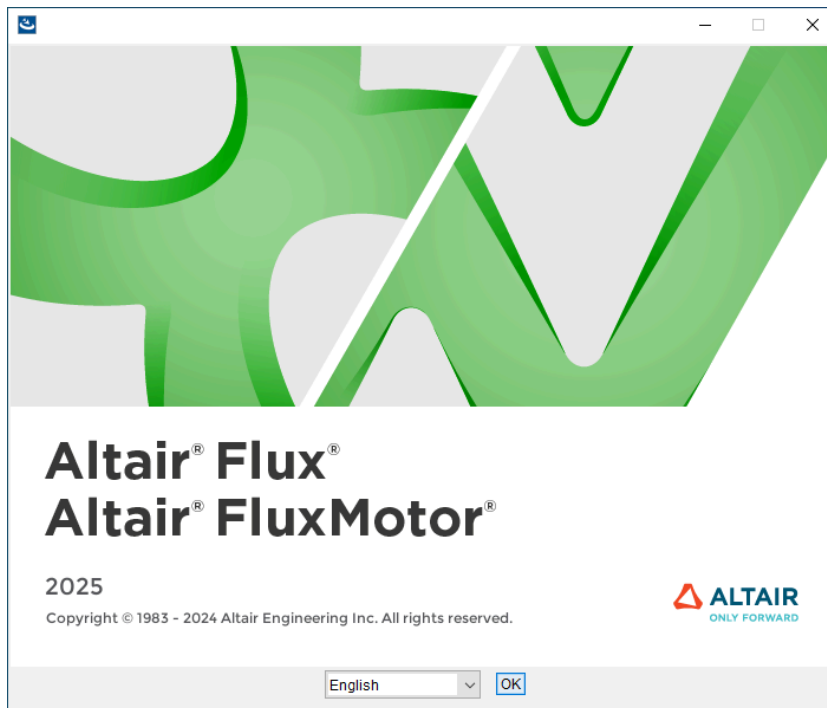 Altair® Flux®
Altair® FluxMotor®
2025
Copyright © 1983 - 2024 Altair Engineering Inc. All rights reserved.
ALTAIR
ONLY FORWARD
English
OK